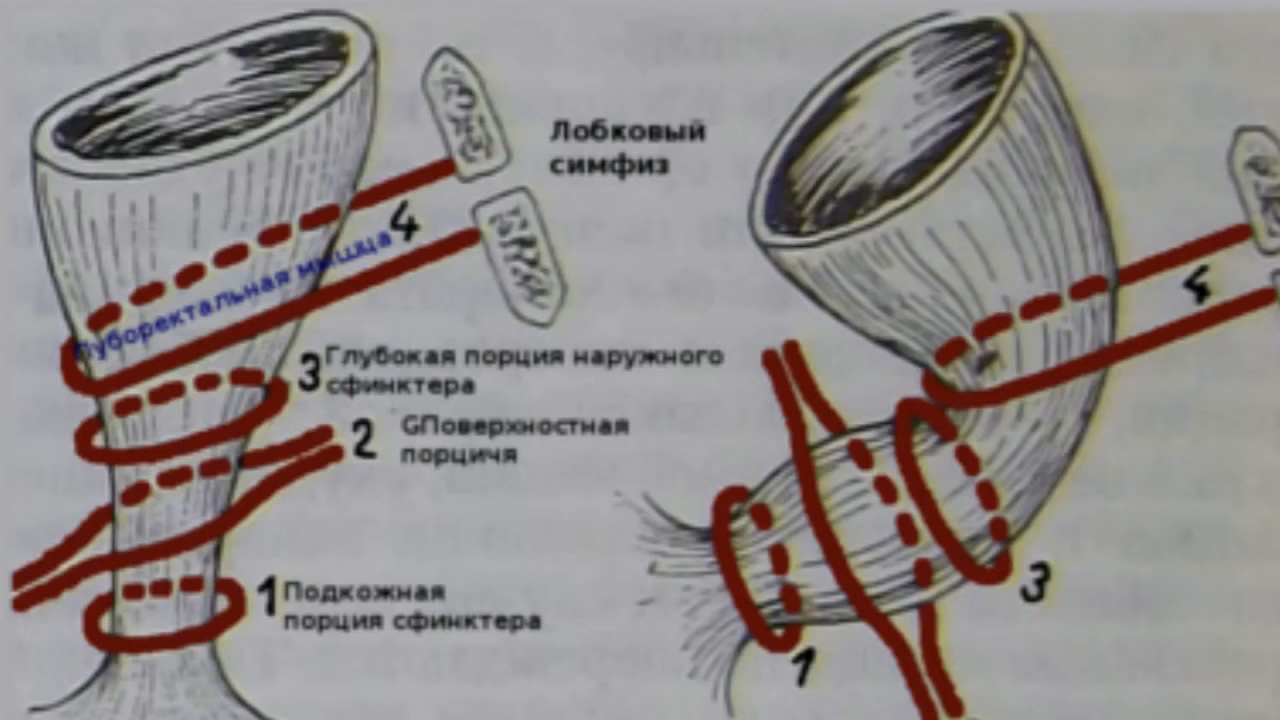 Лобковый
симфиз
4
Пуборектальная мышца
4
3 Глубокая порция наружного
сфинктера
2 GПоверхностная
порцичя
1 Подкожная
порция сфинктера
3
1